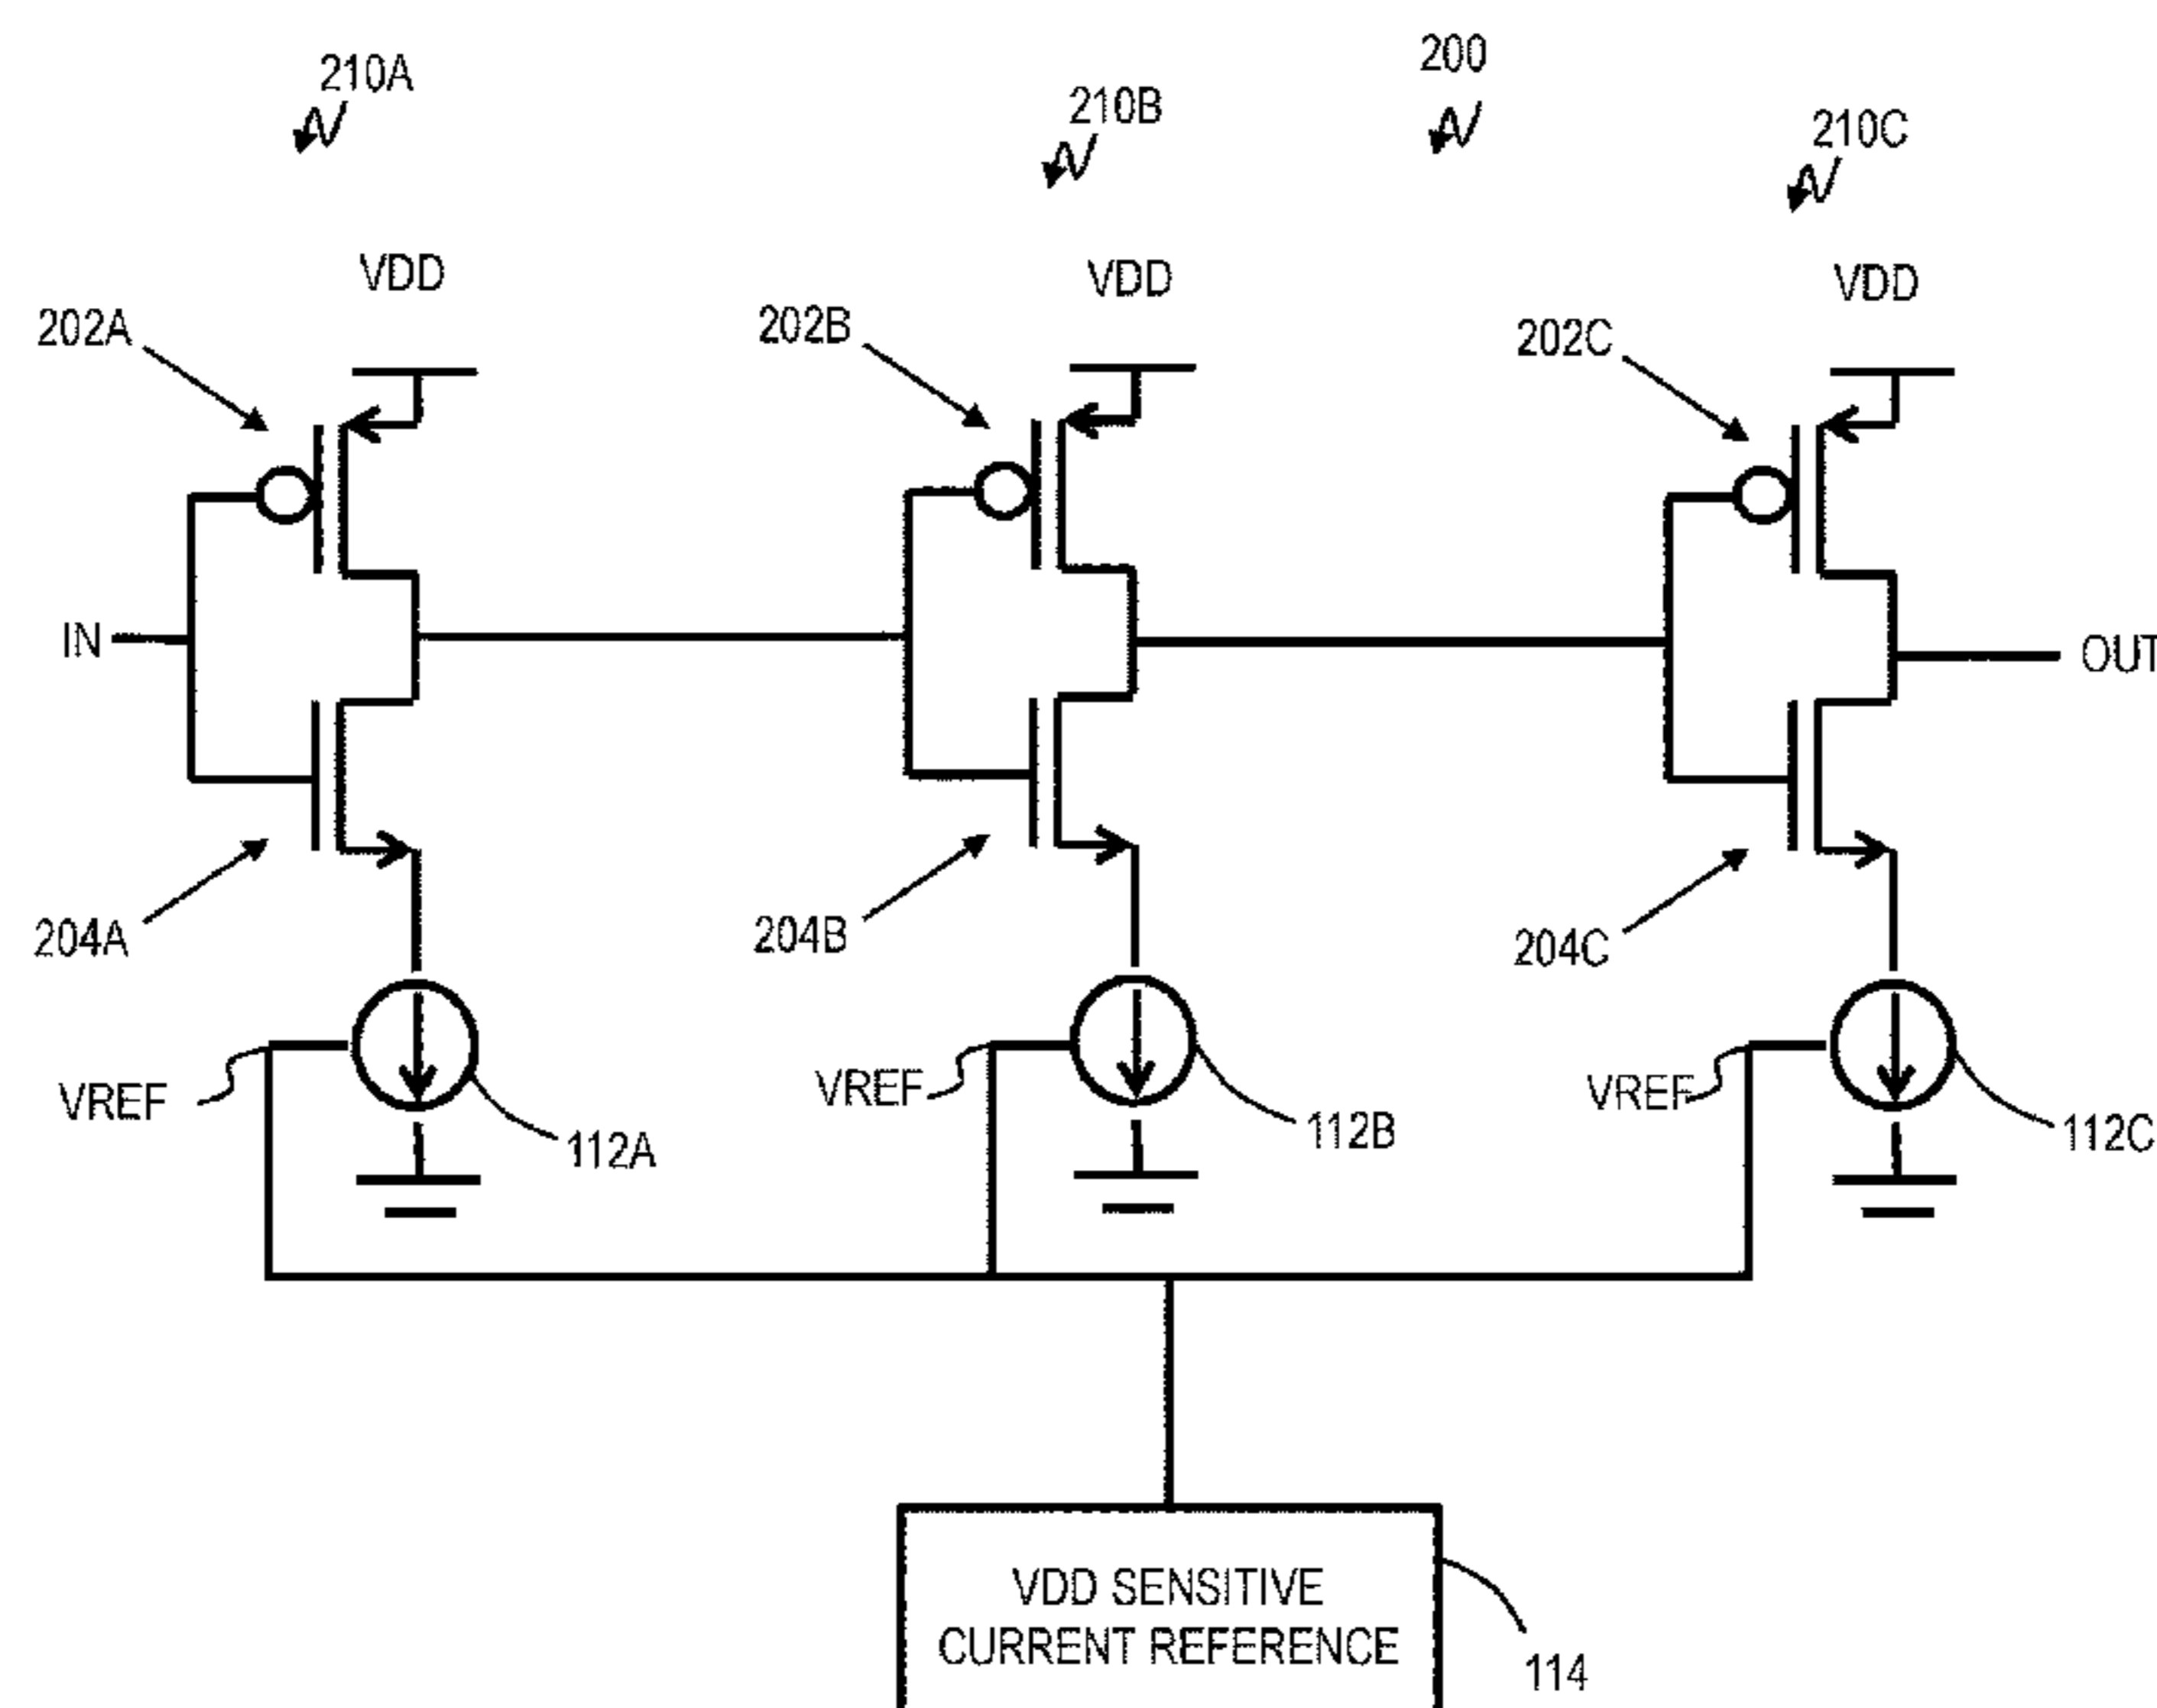 200
210A
210B
210C
VDD
VDD
VDD
202A
202B
202C
IN
OUT
204A
204B
204C
VREF
VREF
VREF
112A
112B
112C
VDD SENSITIVE
CURRENT REFERENCE
114